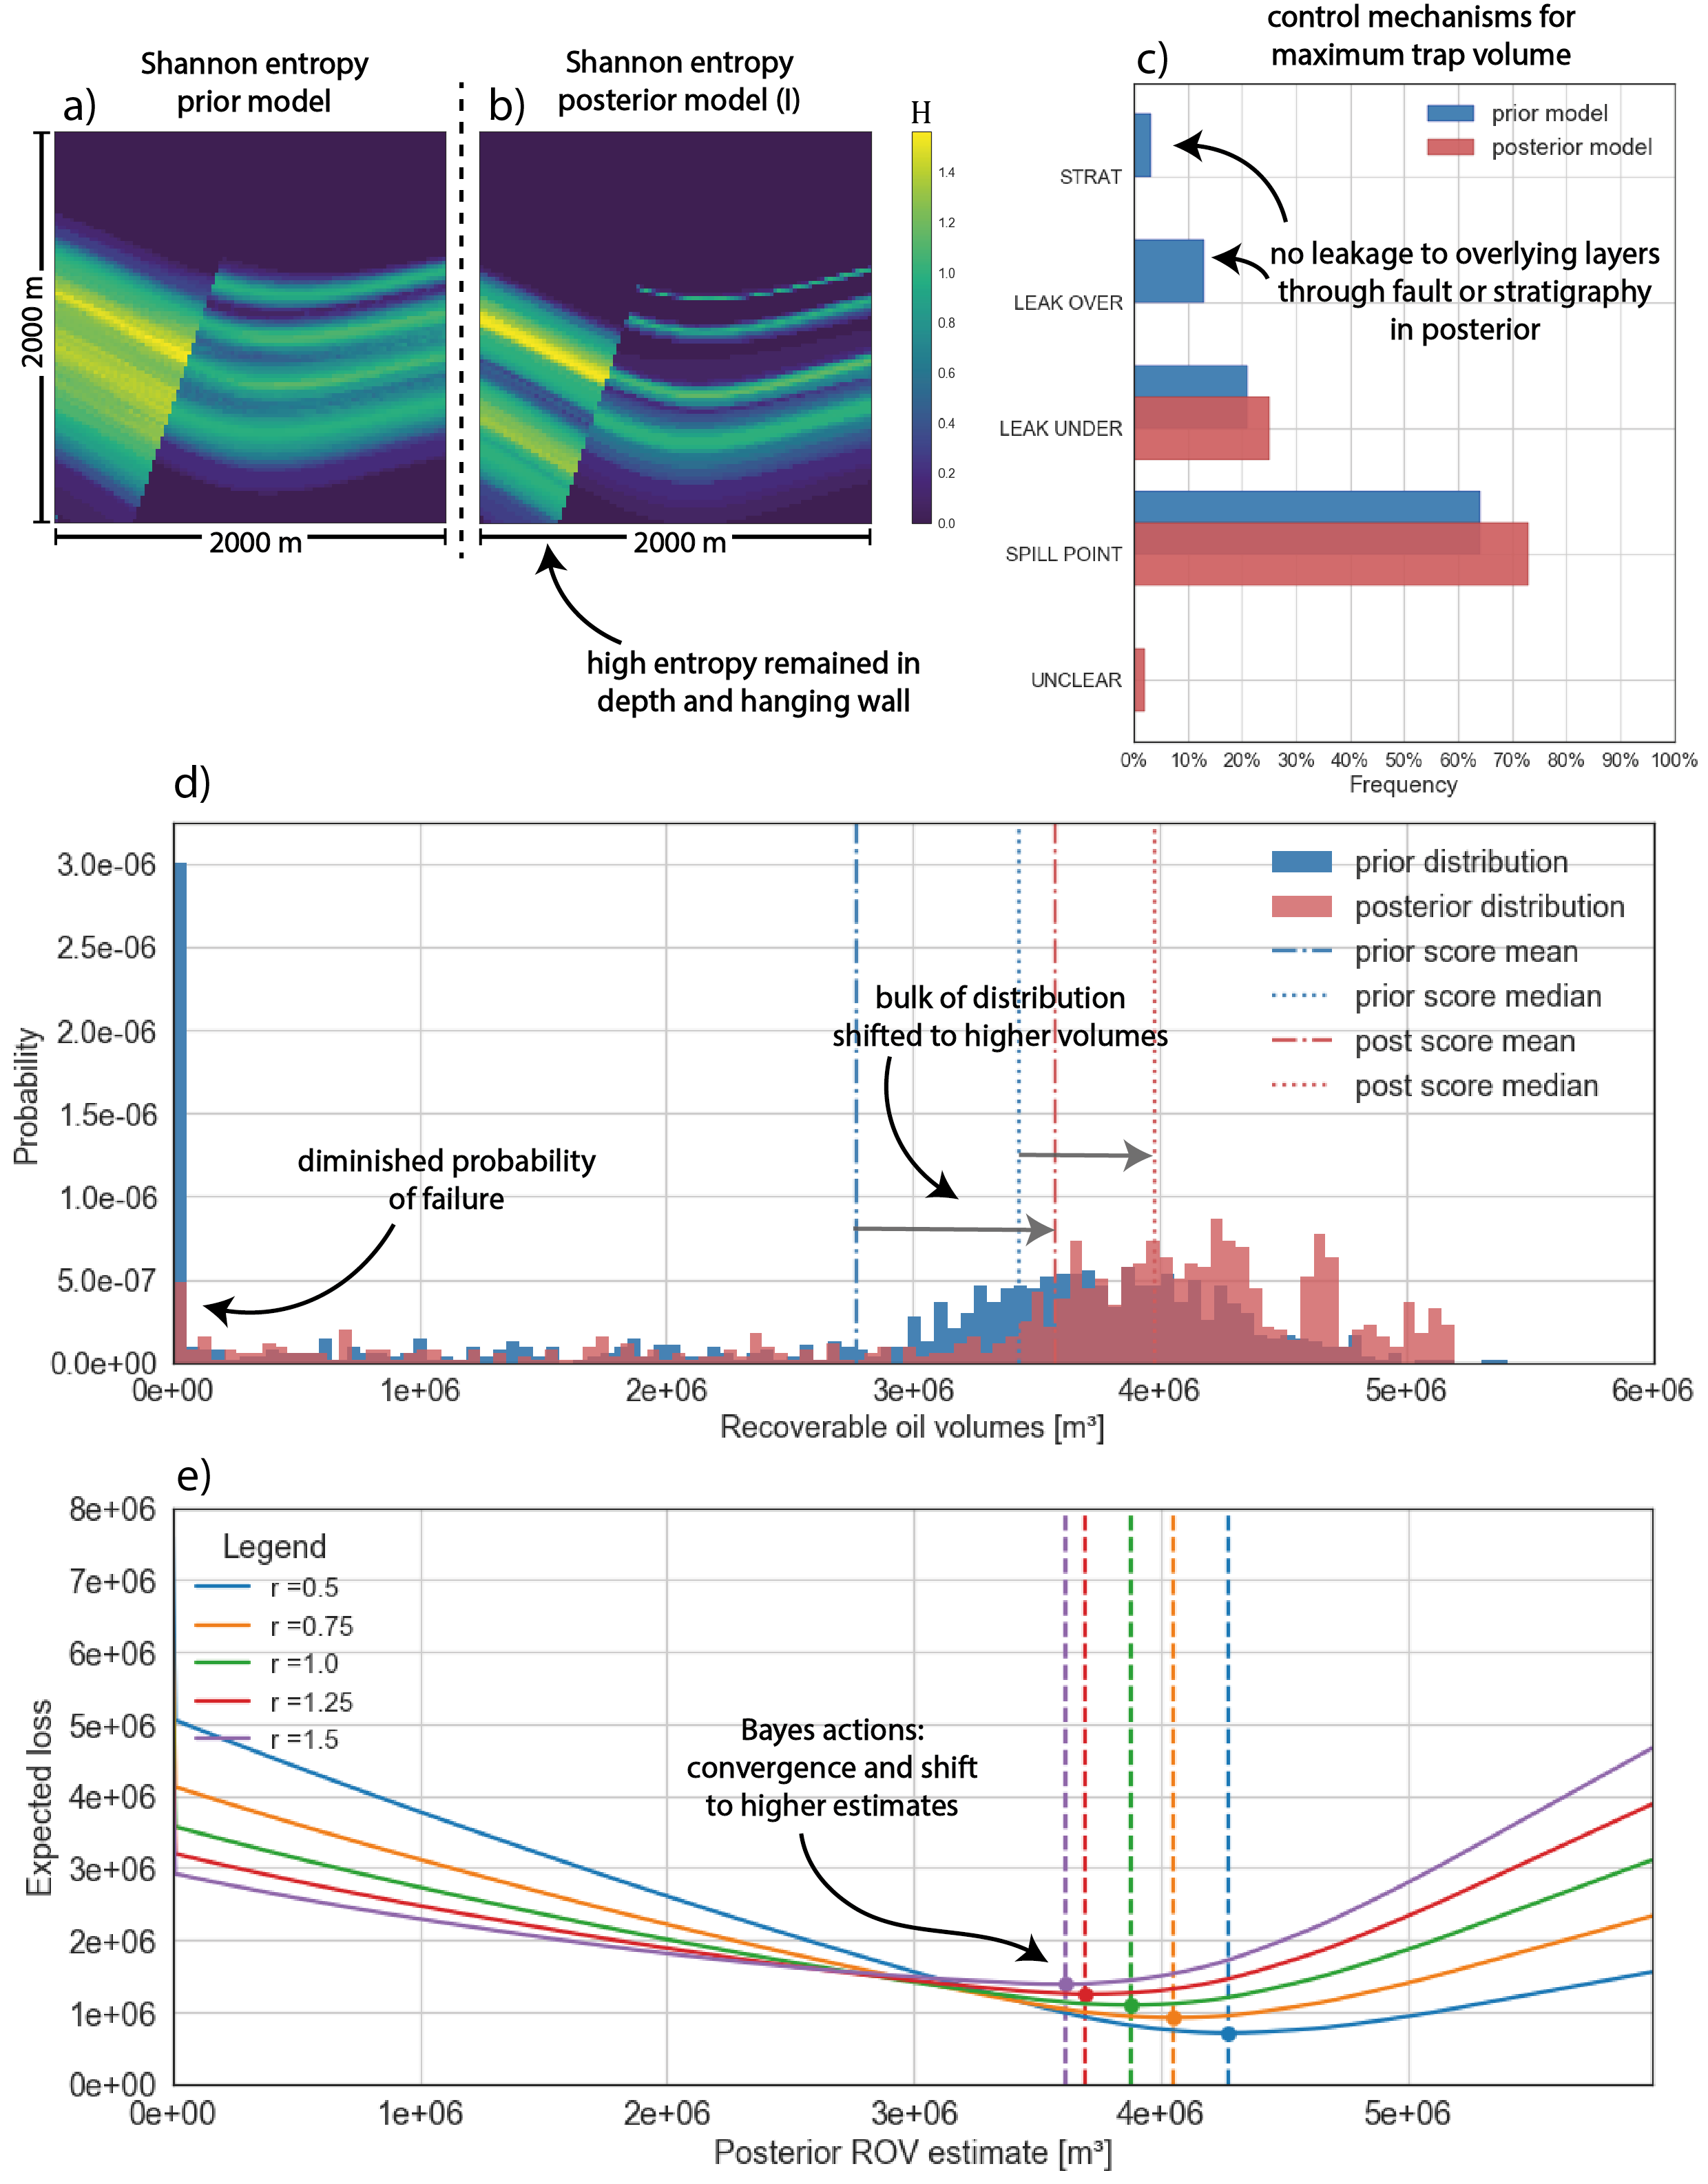 Shannon entropy
prior model
a)
Shannon entropy
posterior model (I)
b)
H
1.4
1.2
1.0
0.8
0.6
0.4
0.2
0.0
2000 m
2000 m
2000 m
high entropy remained in
depth and hanging wall
control mechanisms for
maximum trap volume
c)
prior model
posterior model
STRAT
LEAK OVER
LEAK UNDER
SPILL POINT
UNCLEAR
no leakage to overlying layers
through fault or stratigraphy
in posterior
0% 10% 20% 30% 40% 50% 60% 70% 80% 90% 100%
Frequency
d)
3.0e-06
2.5e-06
2.0e-06
1.5e-06
1.0e-06
5.0e-07
0.0e+00
Probability
prior distribution
posterior distribution
prior score mean
prior score median
post score mean
post score median
bulk of distribution
shifted to higher volumes
diminished probability
of failure
0e+00 1e+06 2e+06 3e+06 4e+06 5e+06 6e+06
Recoverable oil volumes [m³]
e)
8e+06
7e+06
6e+06
5e+06
4e+06
3e+06
2e+06
1e+06
0e+00
Expected loss
Legend
r =0.5
r =0.75
r =1.0
r =1.25
r =1.5
Bayes actions:
convergence and shift
to higher estimates
0e+00 1e+06 2e+06 3e+06 4e+06 5e+06
Posterior ROV estimate [m³]